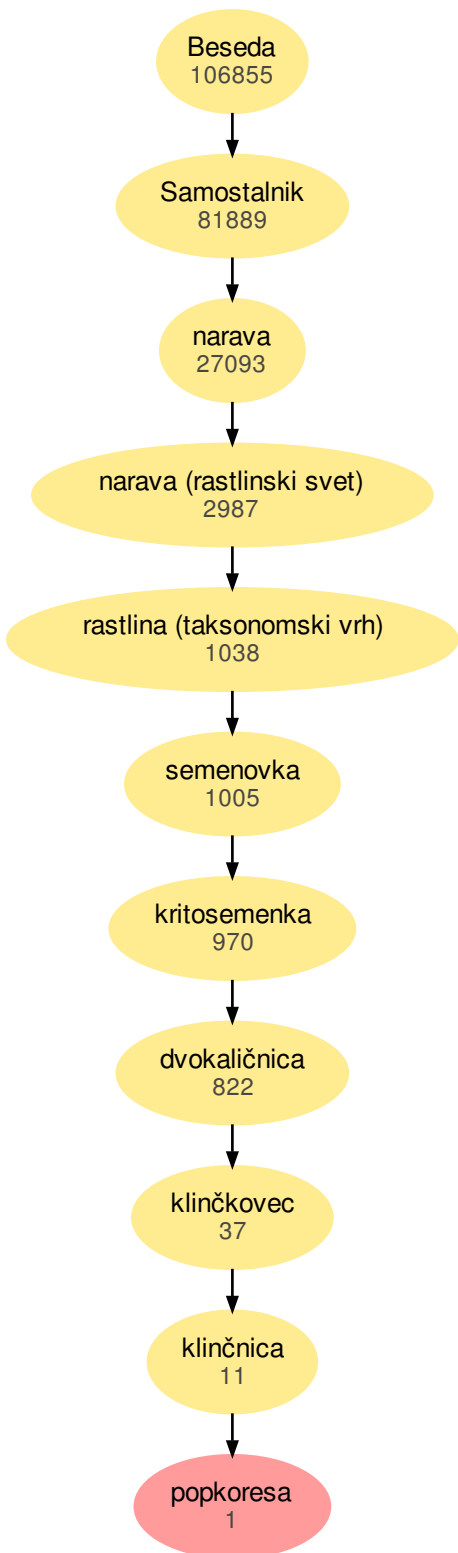 Beseda
106855
Samostalnik
81889
narava
27093
narava (rastlinski svet)
2987
rastlina (taksonomski vrh)
1038
semenovka
1005
kritosemenka
970
dvokaličnica
822
klinčkovec
37
klinčnica
11
popkoresa
1